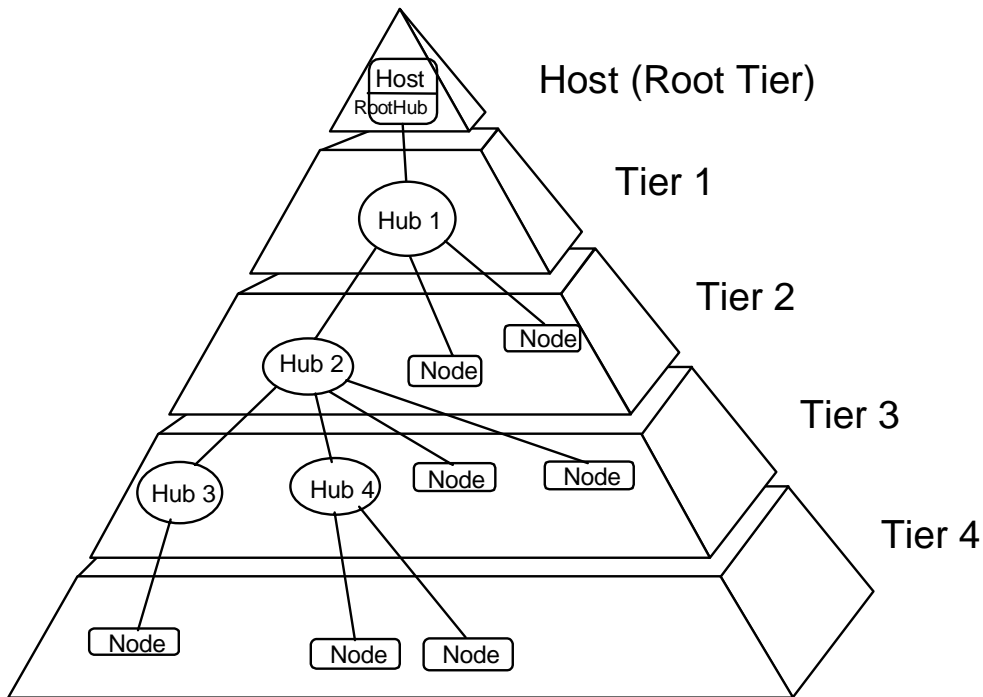 Host
RootHub
Host (Root Tier)
Tier 1
Hub 1
Tier 2
Node
Hub 2
Node
Tier 3
Node
Node
Hub 3
Hub 4
Tier 4
Node
Node
Node